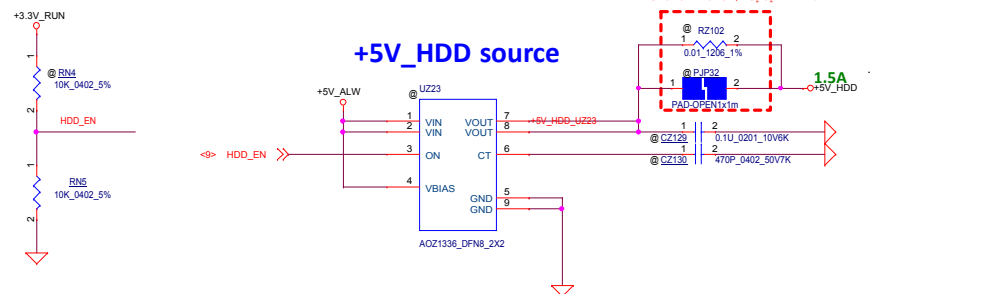 +3.3V_RUN
1
@ RN4
10K_0402_5%
2
HDD_EN
1
RN5
10K_0402_5%
2
+5V_HDD source
@ RZ102
1 2
0.01_1206_1%
@ PJP32
1 2
PAD-OPEN1x1m
1.5A
+5V_HDD
+5V_ALW
@ UZ23
1 VIN VOUT 7 +5V_HDD_UZ23
2 VIN VOUT 8
<9> HDD_EN 3 ON CT 6
4 VBIAS
GND 5
GND 9
AOZ1336_DFN8_2X2
1 2
@ CZ129 0.1U_0201_10V6K
1 2
@ CZ130 470P_0402_50V7K